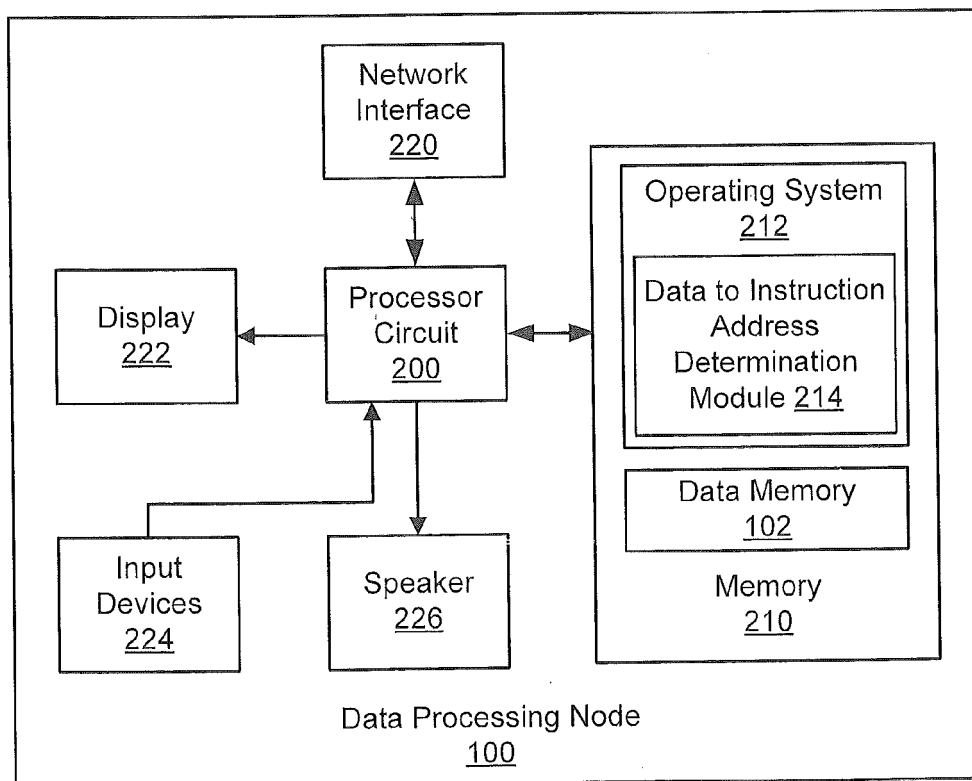 Network
Interface
220
Operating System
212
Data to Instruction
Address
Determination
Module 214
Processor
Circuit
200
Display
222
Data Memory
102
Input
Devices
224
Speaker
226
Memory
210
Data Processing Node
100